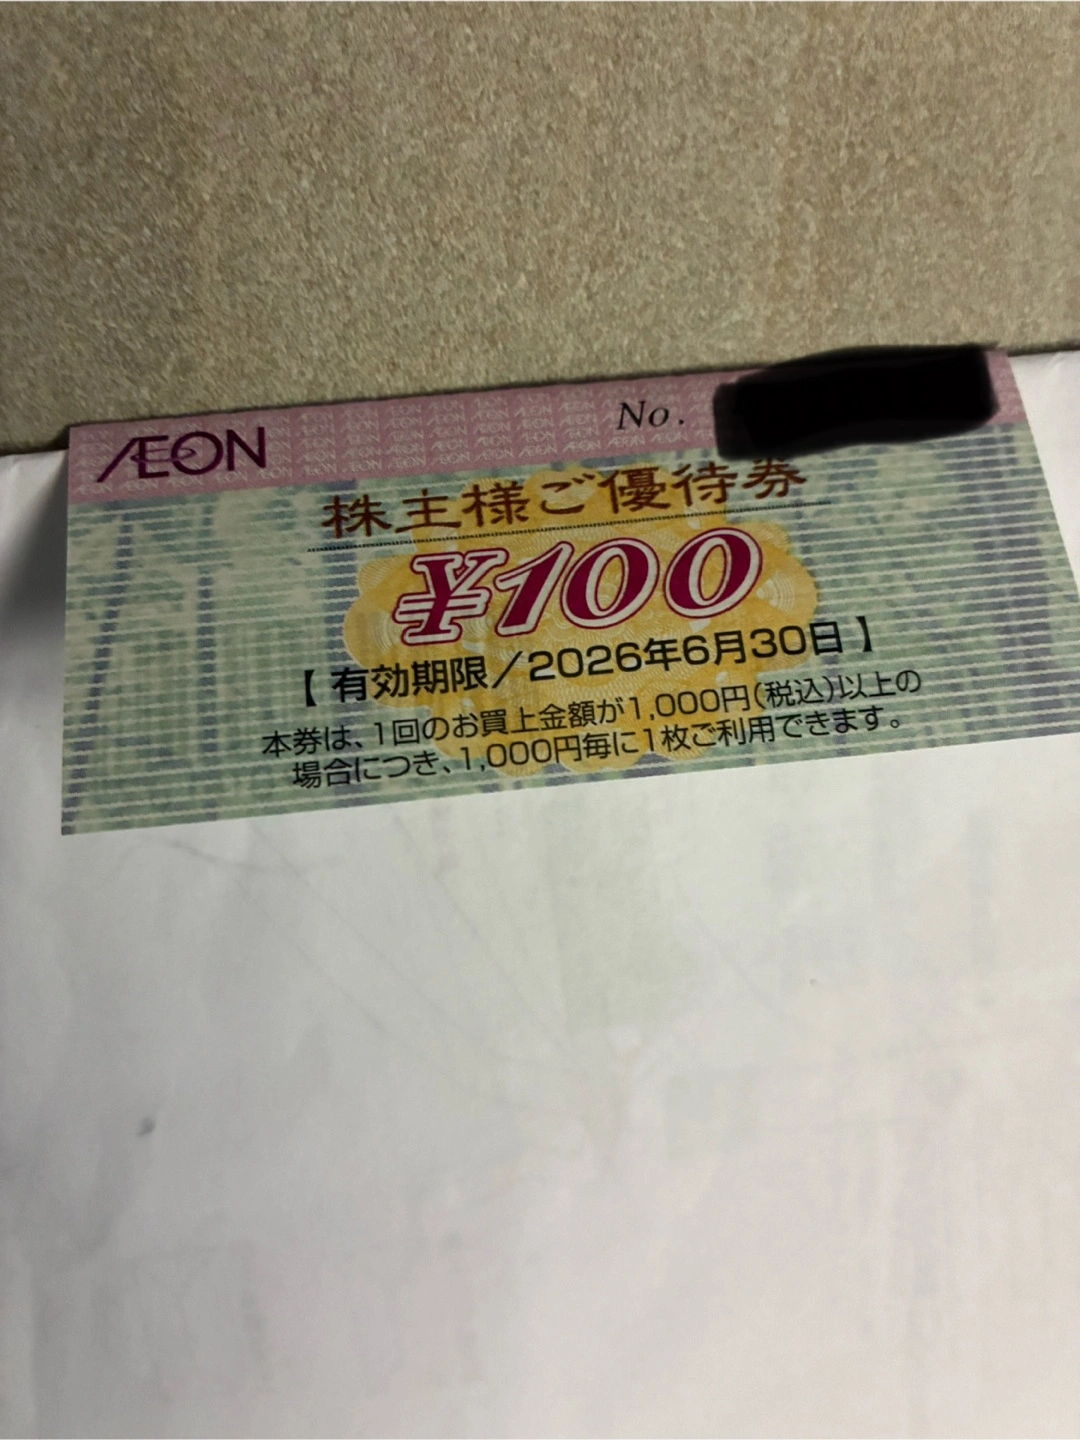 ÆON
No.
株主様ご優待券
¥100
【 有効期限／2026年6月30日 】
本券は、1回のお買上金額が1,000円(税込)以上の
場合につき、1,000円毎に1枚ご利用できます。